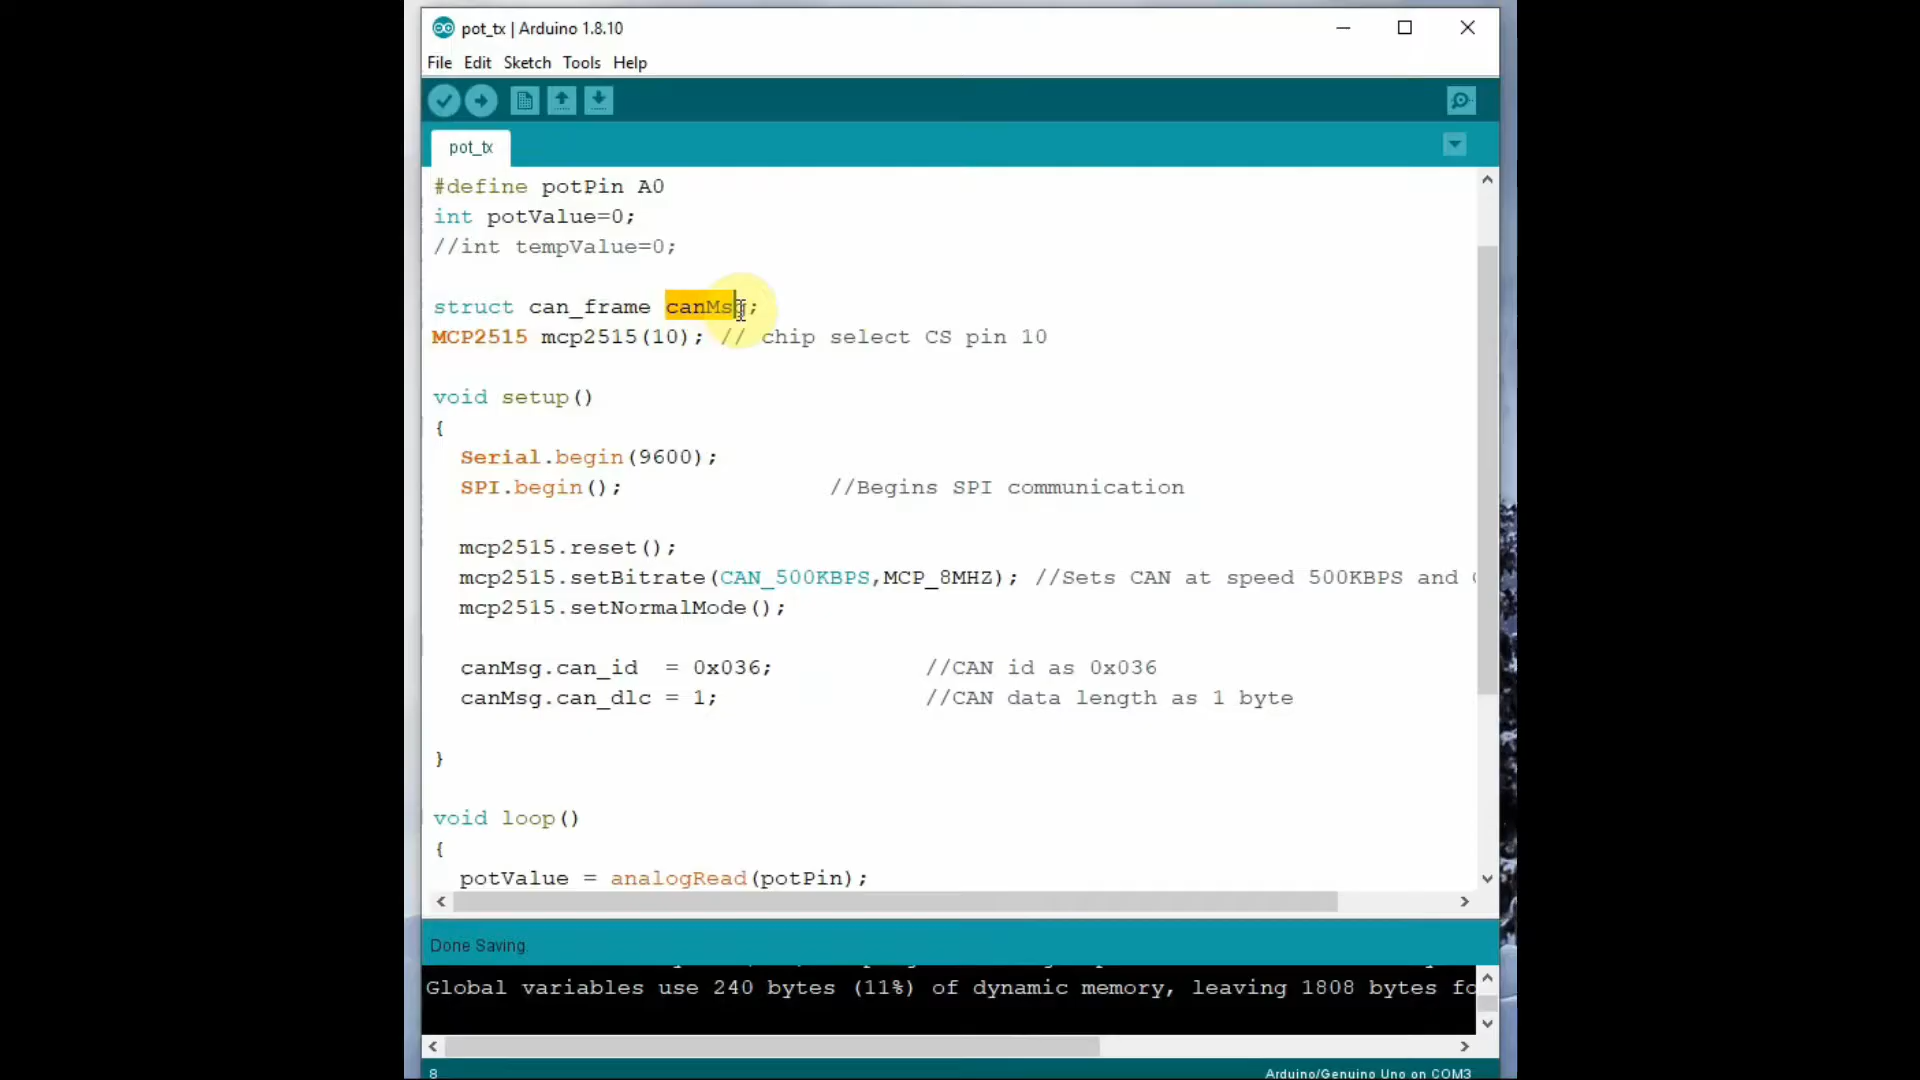 pot_tx | Arduino 1.8.10
File Edit Sketch Tools Help
pot_tx
#define potPin A0
int potValue=0;
//int tempValue=0;
struct can_frame canMsg;
MCP2515 mcp2515(10); // chip select CS pin 10
void setup()
{
Serial.begin(9600);
SPI.begin(); //Begins SPI communication
mcp2515.reset();
mcp2515.setBitrate(CAN_500KBPS,MCP_8MHZ); //Sets CAN at speed 500KBPS and
mcp2515.setNormalMode();
canMsg.can_id = 0x036; //CAN id as 0x036
canMsg.can_dlc = 1; //CAN data length as 1 byte
}
void loop()
{
potValue = analogRead(potPin);
Done Saving.
Global variables use 240 bytes (11%) of dynamic memory, leaving 1808 bytes fo
8
Arduino/Genuino Uno on COM3